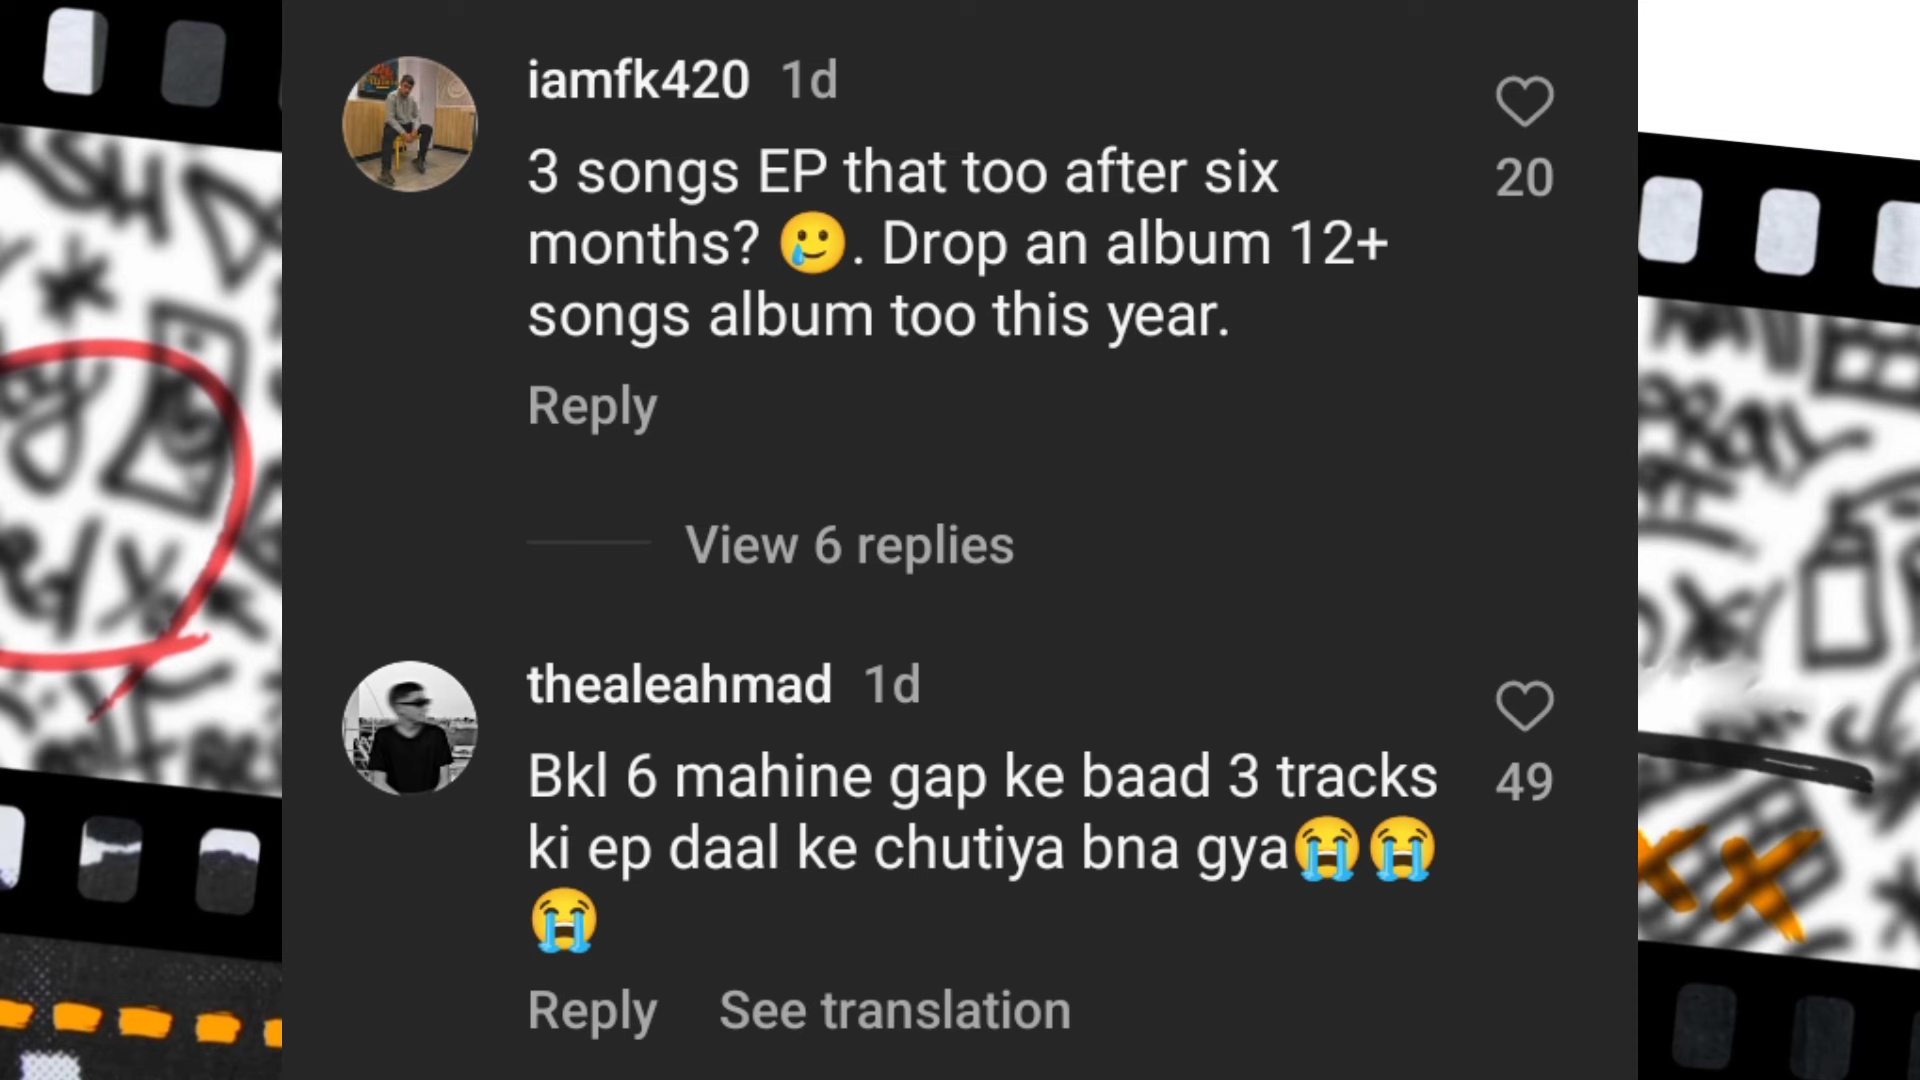 iamfk420 1d
3 songs EP that too after six
20
months? 🥲. Drop an album 12+
songs album too this year.
Reply
View 6 replies
thealeahmad 1d
Bkl 6 mahine gap ke baad 3 tracks
49
ki ep daal ke chutiya bna gya😭😭
😭
Reply See translation